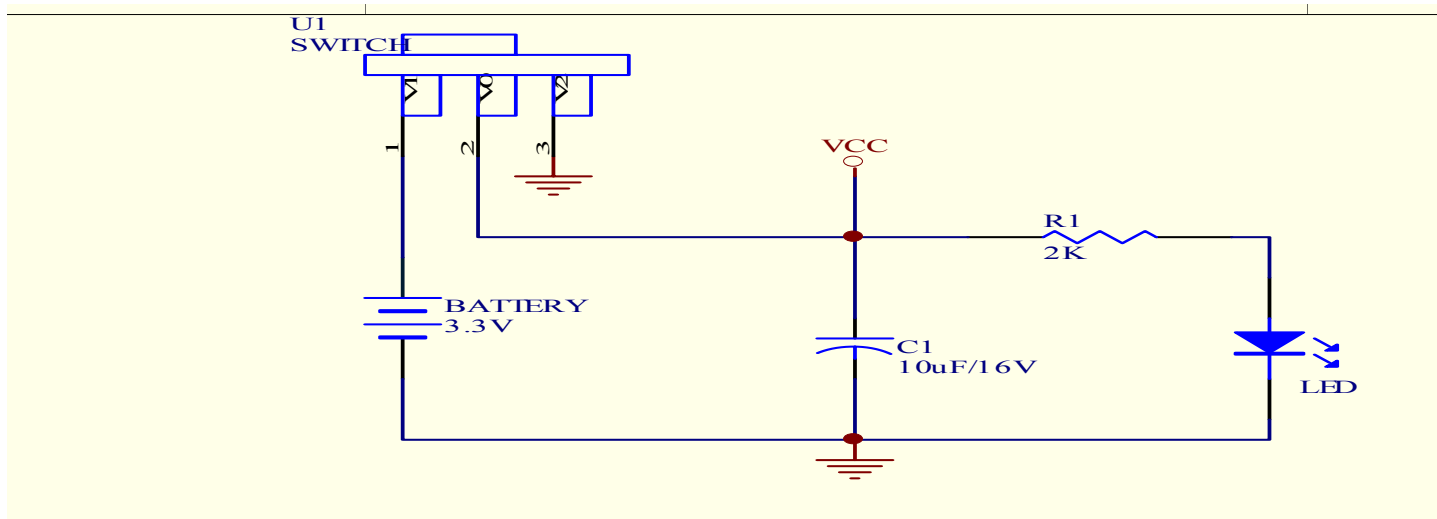 U1
SWITCH
V1
V0
V2
1
2
3
VCC
R1
2K
BATTERY
3.3V
C1
10uF/16V
LED